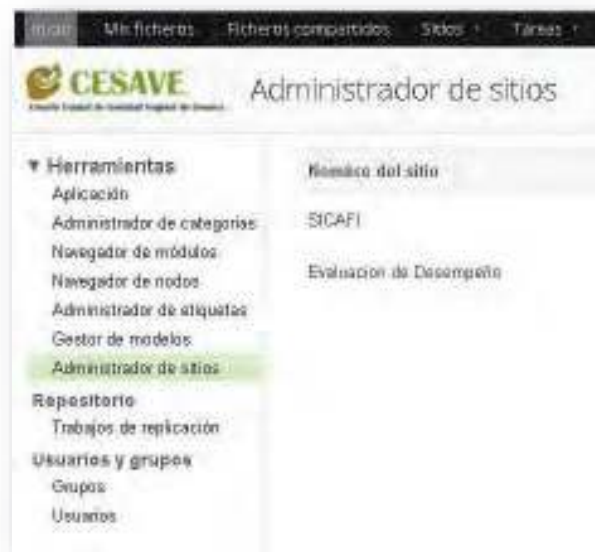 Inicio Mis ficheros Ficheros compartidos Sitios Tareas
CESAVE
Administrador de sitios
Herramientas
Aplicación
Administrador de categorías
Navegador de módulos
Navegador de nodos
Administrador de etiquetas
Gestor de modelos
Administrador de sitios
Repositorio
Trabajos de replicación
Usuarios y grupos
Grupos
Usuarios
Nombre del sitio
SICAFI
Evaluacion de Desempeño